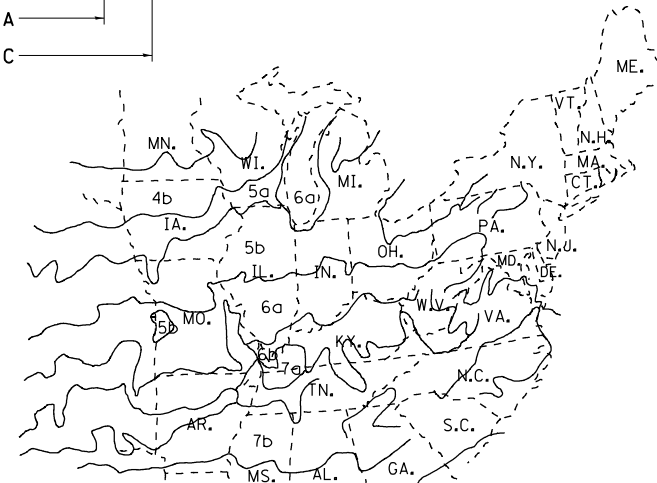 A
C
ME.
VT.
MN.
N.H.
WI.
N.Y.
MA.
MI.
CT.
4b
5a
6a
IA.
PA.
5b
OH.
N.J.
IL.
IN.
MD.
DE.
6a
W.V.
MO.
VA.
5b
KY.
6b
7a
N.C.
TN.
AR.
S.C.
7b
MS.
AL.
GA.